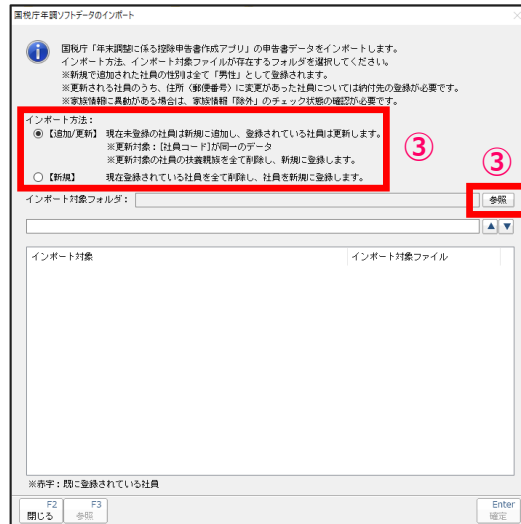 国税庁年調ソフトデータのインポート
国税庁「年末調整に係る控除申告書作成アプリ」の申告書データをインポートします。
インポート方法、インポート対象ファイルが存在するフォルダを選択してください。
※新規で追加された社員の性別は全て「男性」として登録されます。
※更新される社員のうち、住所（郵便番号）に変更があった社員については納付先の登録が必要です。
※家族情報に異動がある場合は、家族情報「除外」のチェック状態の確認が必要です。
インポート方法：
【追加/更新】 現在未登録の社員は新規に追加し、登録されている社員は更新します。
※更新対象：[社員コード]が同一のデータ
※更新対象の社員の扶養親族を全て削除し、新規に登録します。
③
【新規】 現在登録されている社員を全て削除し、社員を新規に登録します。
③
インポート対象フォルダ： 参照
▲ ▼
インポート対象 インポート対象ファイル
※赤字：既に登録されている社員
F2 F3 Enter
閉じる 参照 確定